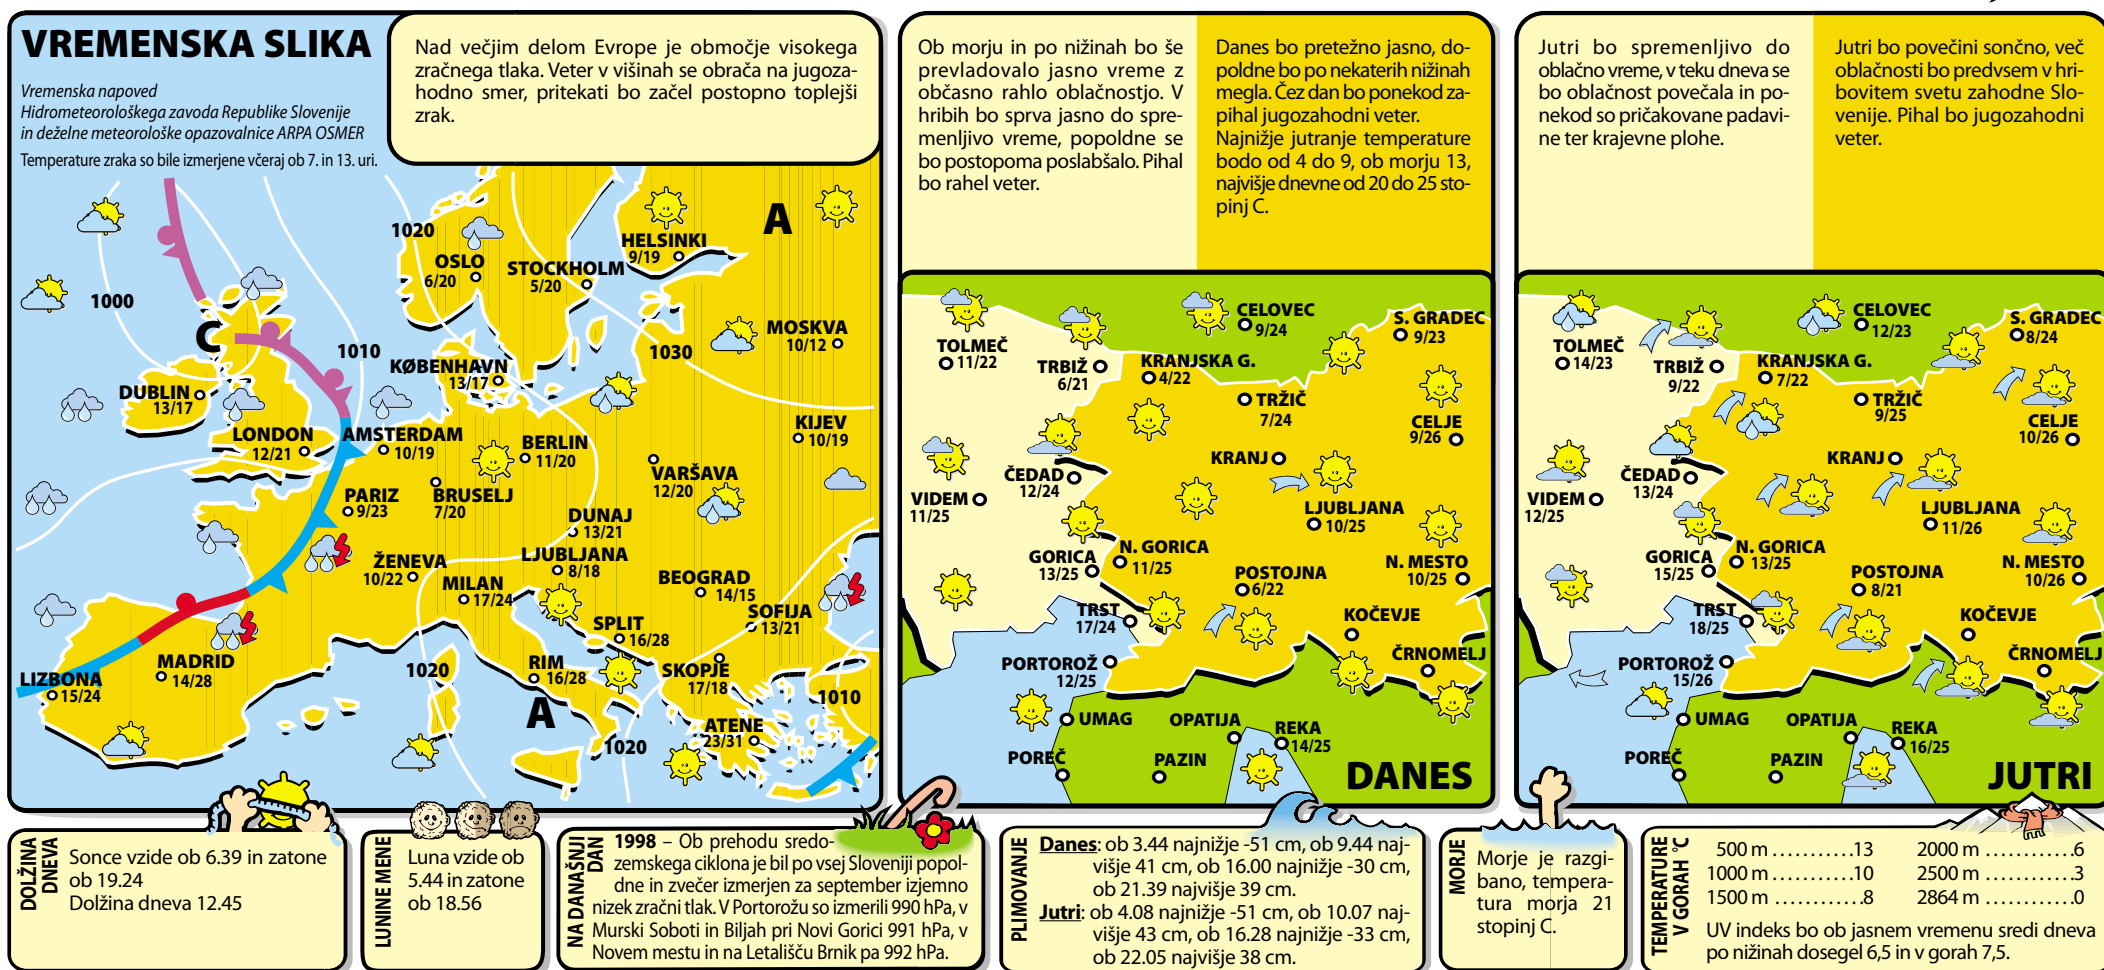 VREMENSKA SLIKA
Vremenska napoved
Hidrometeorološkega zavoda Republike Slovenije
in deželne meteorološke opazovalnice ARPA OSMER
Temperature zraka so bile izmerjene včeraj ob 7. in 13. uri.
Nad večjim delom Evrope je območje visokega
zračnega tlaka. Veter v višinah se obrača na jugoza-
hodno smer, pritekati bo začel postopno toplejši
zrak.
1020
A
HELSINKI
9/19
OSLO
6/20
STOCKHOLM
5/20
1000
C
MOSKVA
10/12
1010
1030
KØBENHAVN
13/17
DUBLIN
13/17
KIJEV
10/19
LONDON
12/21
AMSTERDAM
10/19
BERLIN
11/20
VARŠAVA
12/20
PARIZ
9/23
BRUSELJ
7/20
DUNAJ
13/21
LJUBLJANA
8/18
ŽENEVA
10/22
MILAN
17/24
BEOGRAD
14/15
SOFIJA
13/21
SPLIT
16/28
MADRID
14/28
LIZBONA
15/24
1020
RIM
16/28
SKOPJE
17/18
1010
A
ATENE
23/31
1020
Ob morju in po nižinah bo še
prevladovalo jasno vreme z
občasno rahlo oblačnostjo. V
hribih bo sprva jasno do spre-
menljivo vreme, popoldne se
bo postopoma poslabšalo. Pihal
bo rahel veter.
Danes bo pretežno jasno, do-
poldne bo po nekaterih nižinah
megla. Čez dan bo ponekod za-
pihal jugozahodni veter.
Najnižje jutranje temperature
bodo od 4 do 9, ob morju 13,
najvišje dnevne od 20 do 25 sto-
pinj C.
CELOVEC
9/24
S. GRADEC
9/23
TOLMEČ
11/22
TRBIŽ
6/21
KRANJSKA G.
4/22
TRŽIČ
7/24
CELJE
9/26
KRANJ
ČEDAD
12/24
VIDEM
11/25
LJUBLJANA
10/25
GORICA
13/25
N. GORICA
11/25
POSTOJNA
6/22
N. MESTO
10/25
TRST
17/24
KOČEVJE
PORTOROŽ
12/25
ČRNOMELJ
UMAG
OPATIJA
REKA
14/25
POREČ
PAZIN
DANES
Jutri bo spremenljivo do
oblačno vreme, v teku dneva se
bo oblačnost povečala in po-
nekod so pričakovane padavi-
ne ter krajevne plohe.
Jutri bo povečini sončno, več
oblačnosti bo predvsem v hri-
bovitem svetu zahodne Slo-
venije. Pihal bo jugozahodni
veter.
CELOVEC
12/23
S. GRADEC
8/24
TOLMEČ
14/23
TRBIŽ
9/22
KRANJSKA G.
7/22
TRŽIČ
9/25
CELJE
10/26
KRANJ
ČEDAD
13/24
VIDEM
12/25
LJUBLJANA
11/26
GORICA
15/25
N. GORICA
13/25
POSTOJNA
8/21
N. MESTO
10/26
TRST
18/25
KOČEVJE
PORTOROŽ
15/26
ČRNOMELJ
UMAG
OPATIJA
REKA
16/25
POREČ
PAZIN
JUTRI
DOLŽINA
DNEVA
Sonce vzide ob 6.39 in zatone
ob 19.24
Dolžina dneva 12.45
LUNINE MENE
Luna vzide ob
5.44 in zatone
ob 18.56
NA DANAŠNJI
DAN
1998 – Ob prehodu sredo-
zemskega ciklona je bil po vsej Sloveniji popol-
dne in zvečer izmerjen za september izjemno
nizek zračni tlak. V Portorožu so izmerili 990 hPa, v
Murski Soboti in Biljah pri Novi Gorici 991 hPa, v
Novem mestu in na Letališču Brnik pa 992 hPa.
PLIMOVANJE
Danes: ob 3.44 najnižje -51 cm, ob 9.44 naj-
višje 41 cm, ob 16.00 najnižje -30 cm,
ob 21.39 najvišje 39 cm.
Jutri: ob 4.08 najnižje -51 cm, ob 10.07 naj-
višje 43 cm, ob 16.28 najnižje -33 cm,
ob 22.05 najvišje 38 cm.
MORJE
Morje je razgi-
bano, tempera-
tura morja 21
stopinj C.
TEMPERATURE
V GORAH °C
500 m ...........13
1000 m ...........10
1500 m ............8
2000 m ............6
2500 m ............3
2864 m ............0
UV indeks bo ob jasnem vremenu sredi dneva
po nižinah dosegel 6,5 in v gorah 7,5.